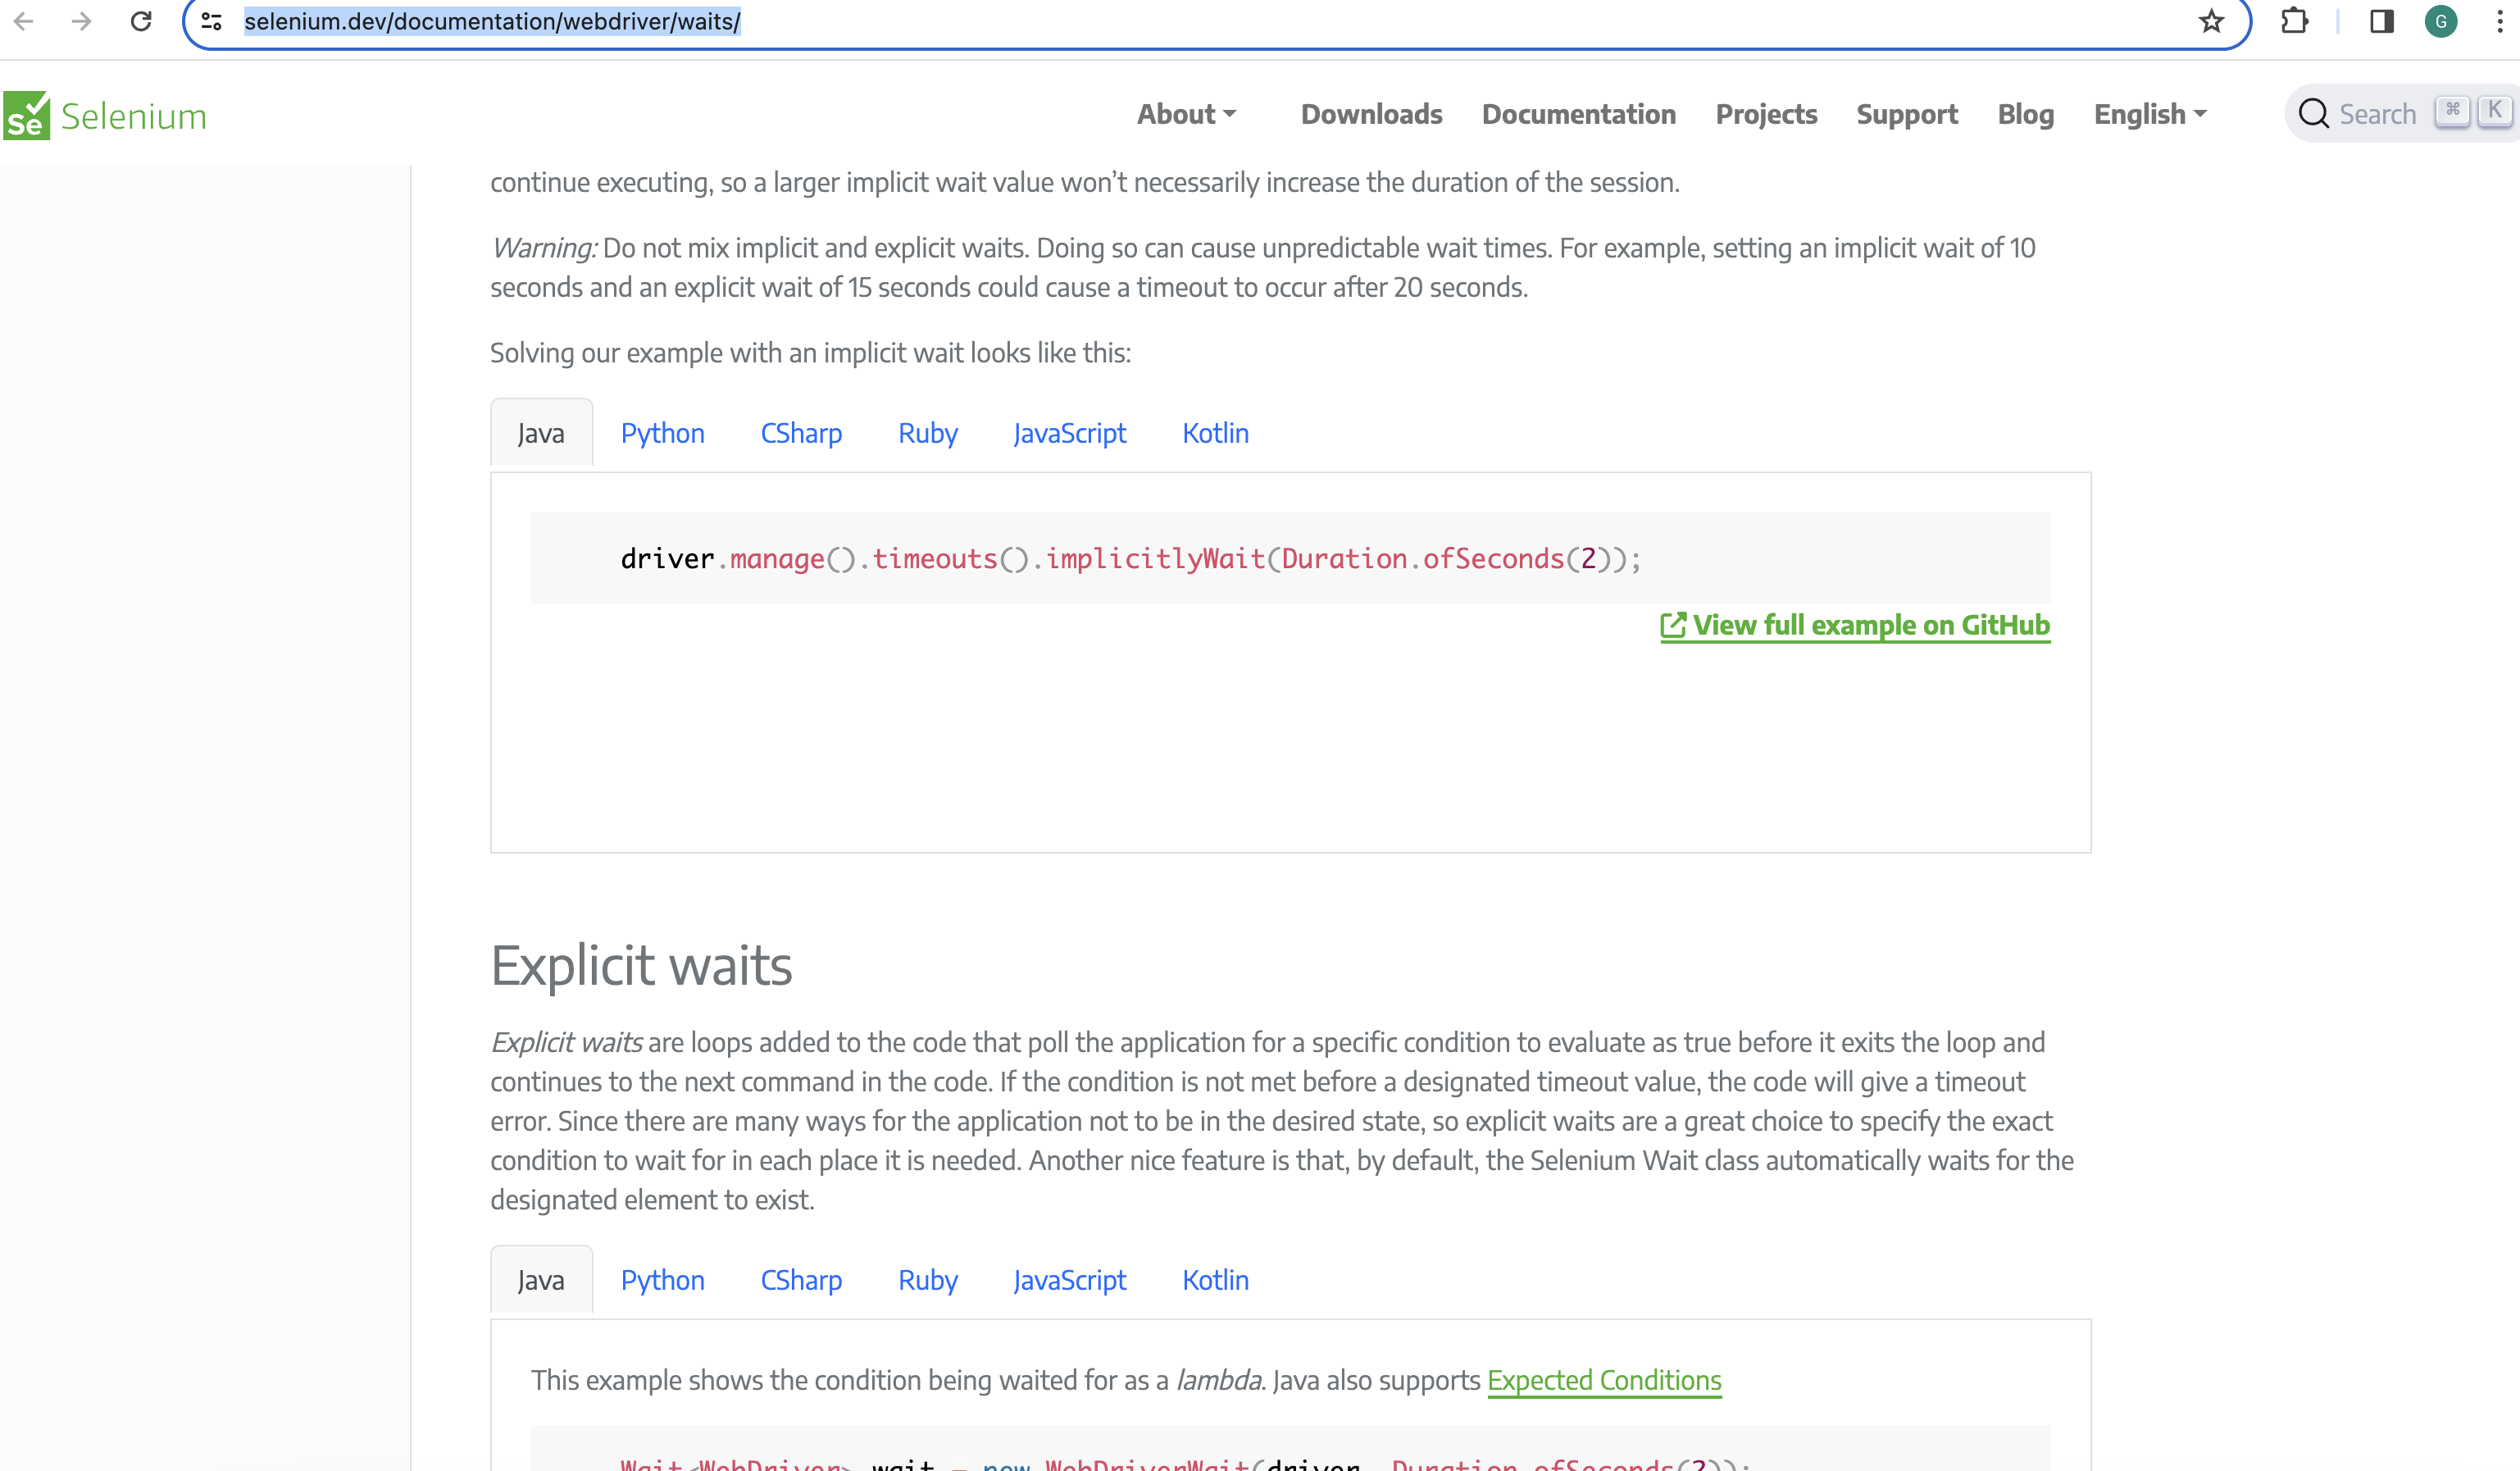 selenium.dev/documentation/webdriver/waits/
G
Se Selenium
About
Downloads
Documentation
Projects
Support
Blog
English
Search ⌘ K
continue executing, so a larger implicit wait value won’t necessarily increase the duration of the session.
Warning: Do not mix implicit and explicit waits. Doing so can cause unpredictable wait times. For example, setting an implicit wait of 10
seconds and an explicit wait of 15 seconds could cause a timeout to occur after 20 seconds.
Solving our example with an implicit wait looks like this:
Java Python CSharp Ruby JavaScript Kotlin
driver.manage().timeouts().implicitlyWait(Duration.ofSeconds(2));
View full example on GitHub
Explicit waits
Explicit waits are loops added to the code that poll the application for a specific condition to evaluate as true before it exits the loop and
continues to the next command in the code. If the condition is not met before a designated timeout value, the code will give a timeout
error. Since there are many ways for the application not to be in the desired state, so explicit waits are a great choice to specify the exact
condition to wait for in each place it is needed. Another nice feature is that, by default, the Selenium Wait class automatically waits for the
designated element to exist.
Java Python CSharp Ruby JavaScript Kotlin
This example shows the condition being waited for as a lambda. Java also supports Expected Conditions
Wait<WebDriver> wait = new WebDriverWait(driver, Duration.ofSeconds(2));